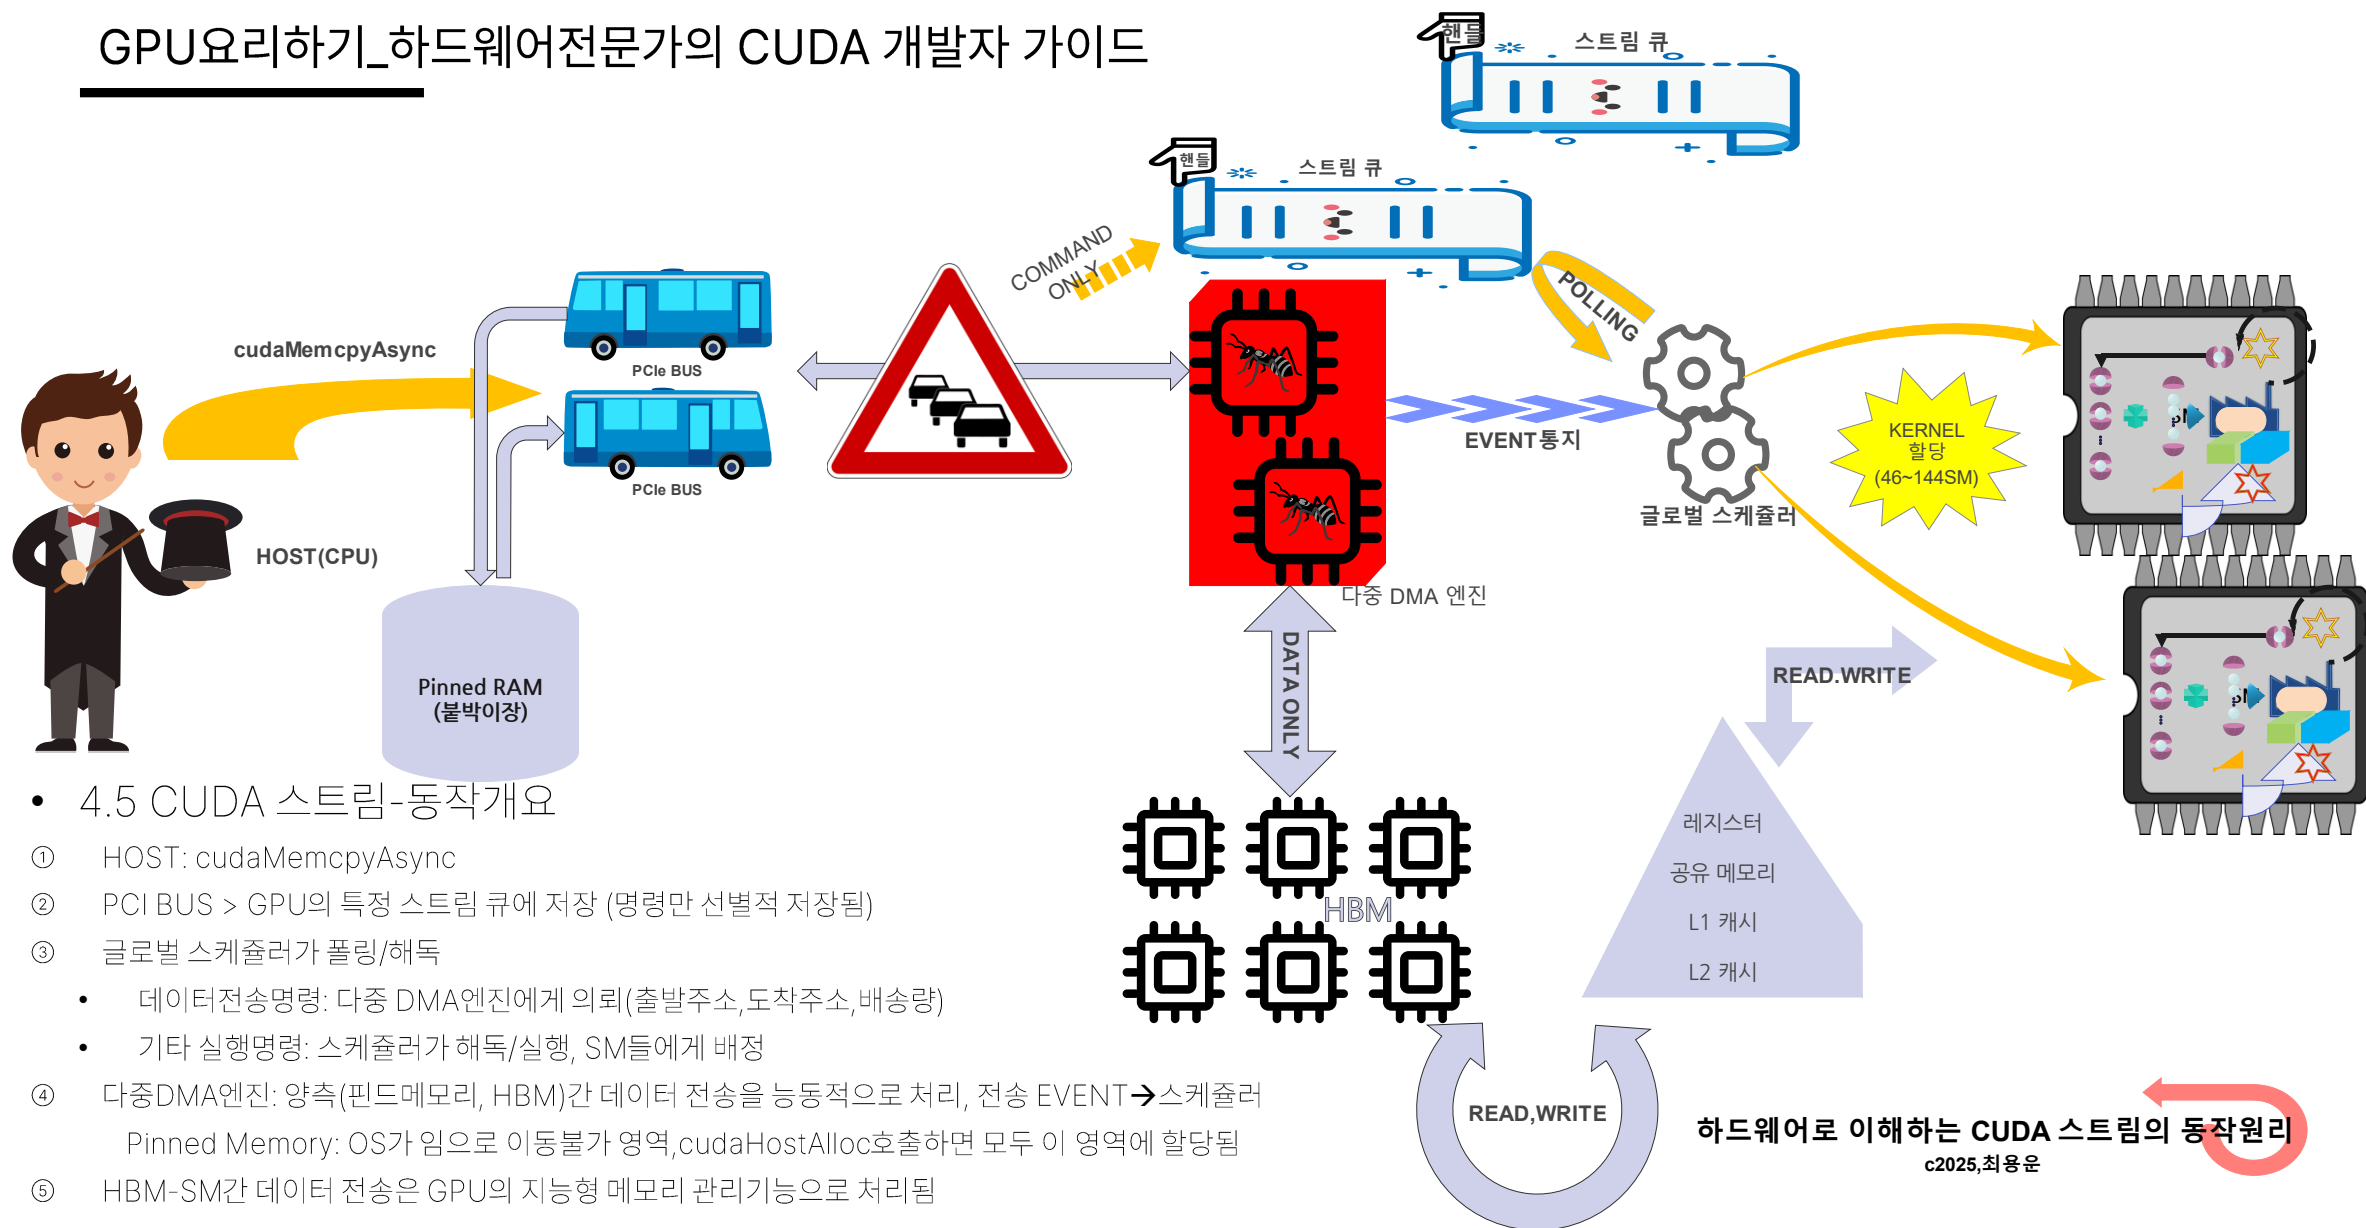 GPU요리하기_하드웨어전문가의 CUDA 개발자 가이드
핸들
스트림 큐
핸들
스트림 큐
COMMAND
ONLY
POLLING
cudaMemcpyAsync
PCIe BUS
PCIe BUS
HOST(CPU)
EVENT통지
글로벌 스케쥴러
KERNEL
할당
(46~144SM)
다중 DMA 엔진
DATA ONLY
Pinned RAM
(붙박이장)
READ.WRITE
레지스터
공유 메모리
L1 캐시
L2 캐시
HBM
READ,WRITE
• 4.5 CUDA 스트림-동작개요
① HOST: cudaMemcpyAsync
② PCI BUS > GPU의 특정 스트림 큐에 저장 (명령만 선별적 저장됨)
③ 글로벌 스케쥴러가 폴링/해독
• 데이터전송명령: 다중 DMA엔진에게 의뢰(출발주소,도착주소,배송량)
• 기타 실행명령: 스케쥴러가 해독/실행, SM들에게 배정
④ 다중DMA엔진: 양측(핀드메모리, HBM)간 데이터 전송을 능동적으로 처리, 전송 EVENT→스케쥴러
Pinned Memory: OS가 임으로 이동불가 영역,cudaHostAlloc호출하면 모두 이 영역에 할당됨
⑤ HBM-SM간 데이터 전송은 GPU의 지능형 메모리 관리기능으로 처리됨
하드웨어로 이해하는 CUDA 스트림의 동작원리
c2025,최용운